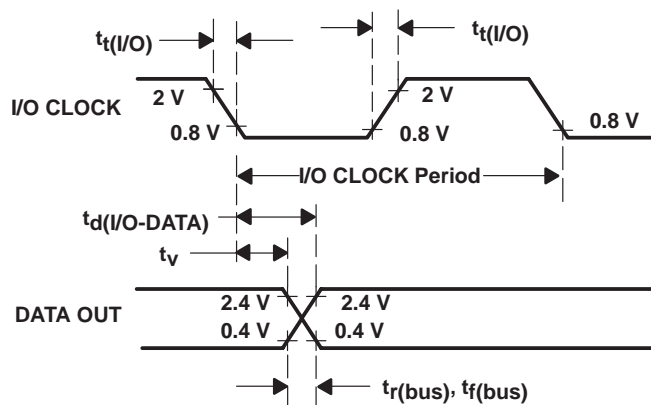 tt(I/O)
tt(I/O)
2 V
2 V
I/O CLOCK
0.8 V
0.8 V
0.8 V
I/O CLOCK Period
td(I/O-DATA)
tv
2.4 V
2.4 V
DATA OUT
0.4 V
0.4 V
tr(bus), tf(bus)